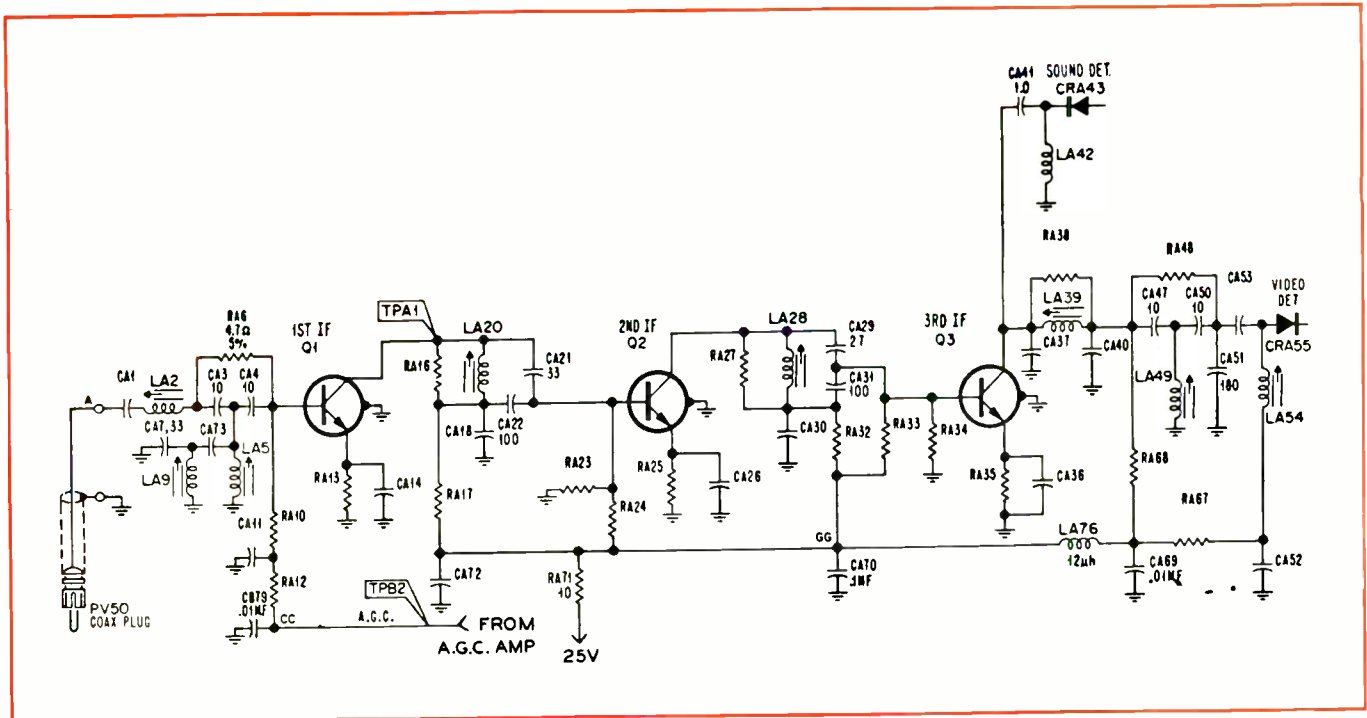 CA41
1.0
SOUND DET.
CRA43
LA42
RA38
RA48
LA39
CA37
CA40
CA47
10
CA50
10
CA53
VIDEO
DET
CRA55
LA49
CA51
180
LA54
RA6
4.7Ω
5%
1ST IF
Q1
TPA1
LA20
2ND IF
Q2
LA28
CA29
27
3RD IF
Q3
CA1
LA2
CA3
10
CA4
10
A
CA7,33
CA73
LA9
LA5
RA16
CA21
33
CA18
CA22
100
RA27
CA31
100
CA30
RA32
RA33
RA34
RA13
CA14
RA17
RA23
RA24
RA25
CA26
RA35
CA36
RA68
RA67
CA11
RA10
RA12
CB79
.01MF
CC
PV50
COAX PLUG
TPB2
A.G.C.
FROM
A.G.C. AMP
CA72
RA71
10
25V
GG
CA70
.1MF
LA76
12μh
CA69
.01MF
CA52